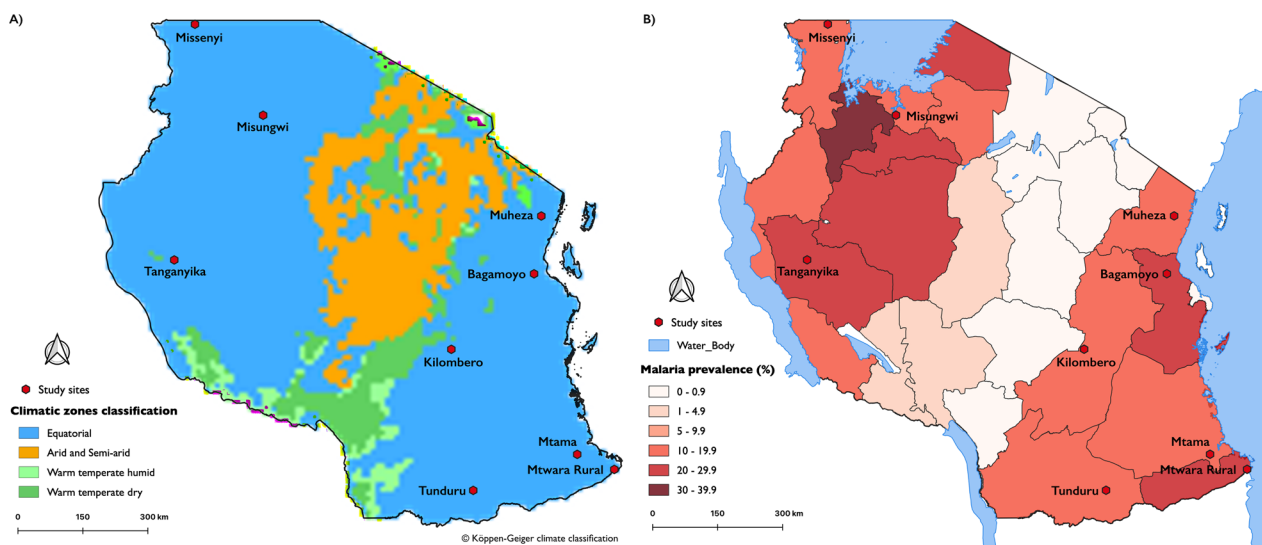 A)
Missenyi
Misungwi
Muheza
Tanganyika
Bagamoyo
Kilombero
Study sites
Climatic zones classification
Equatorial
Arid and Semi-arid
Warm temperate humid
Warm temperate dry
Mtama
Mtwara Rural
Tunduru
0 150 300 km
© Köppen-Geiger climate classification
B)
Missenyi
Misungwi
Muheza
Tanganyika
Bagamoyo
Study sites
Water_Body
Kilombero
Malaria prevalence (%)
0 - 0.9
1 - 4.9
5 - 9.9
10 - 19.9
20 - 29.9
30 - 39.9
Mtama
Mtwara Rural
Tunduru
0 150 300 km